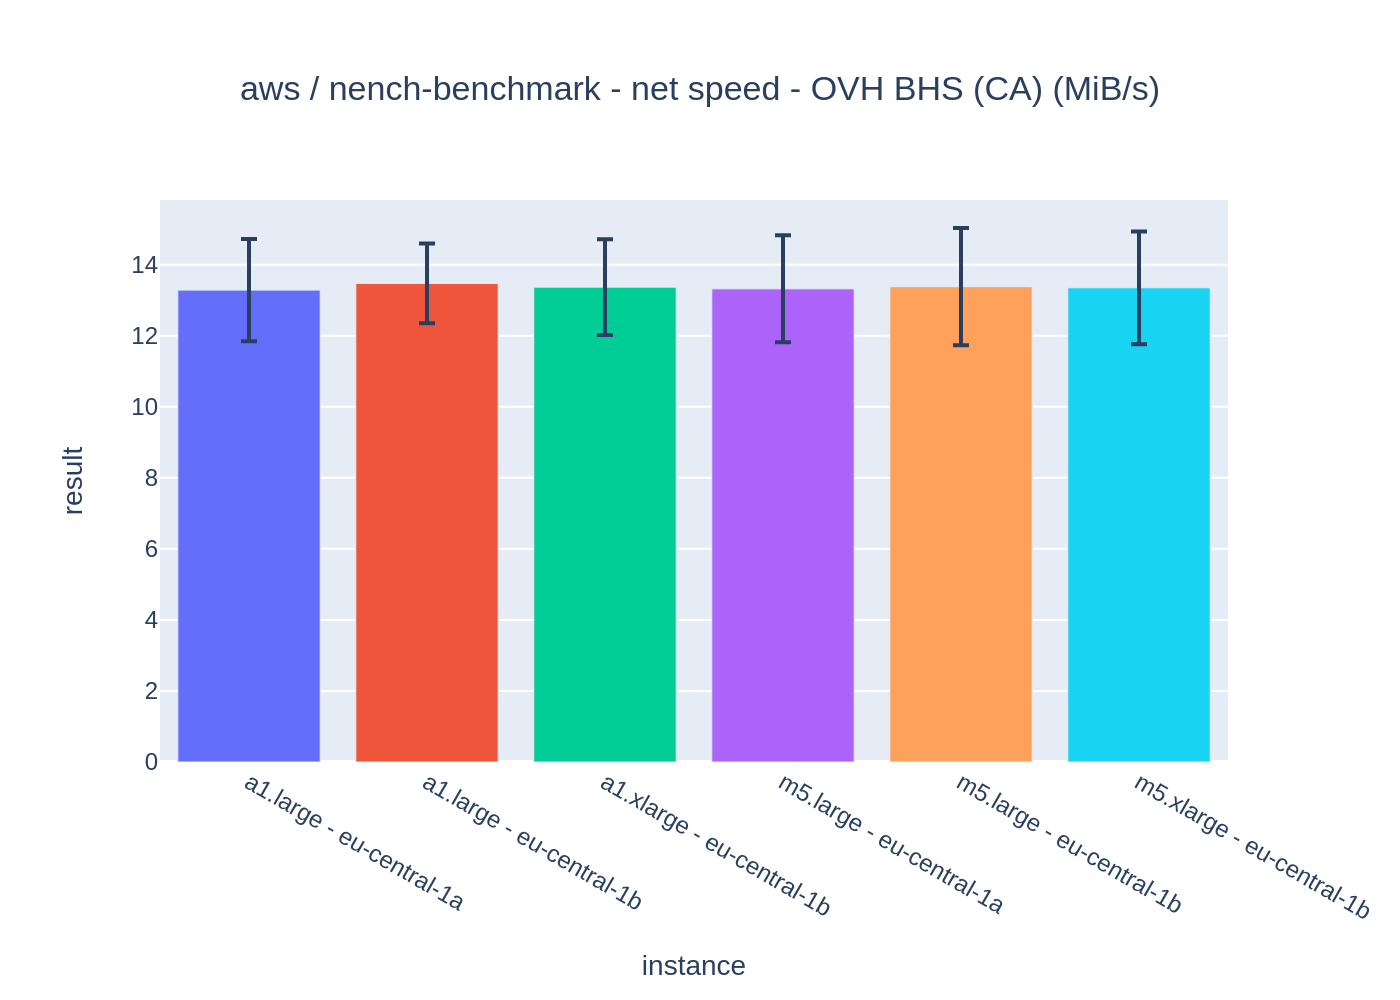 aws / nench-benchmark - net speed - OVH BHS (CA) (MiB/s)
14
12
10
8
6
4
2
0
result
a1.large - eu-central-1a
a1.large - eu-central-1b
a1.xlarge - eu-central-1b
m5.large - eu-central-1a
m5.large - eu-central-1b
m5.xlarge - eu-central-1b
instance